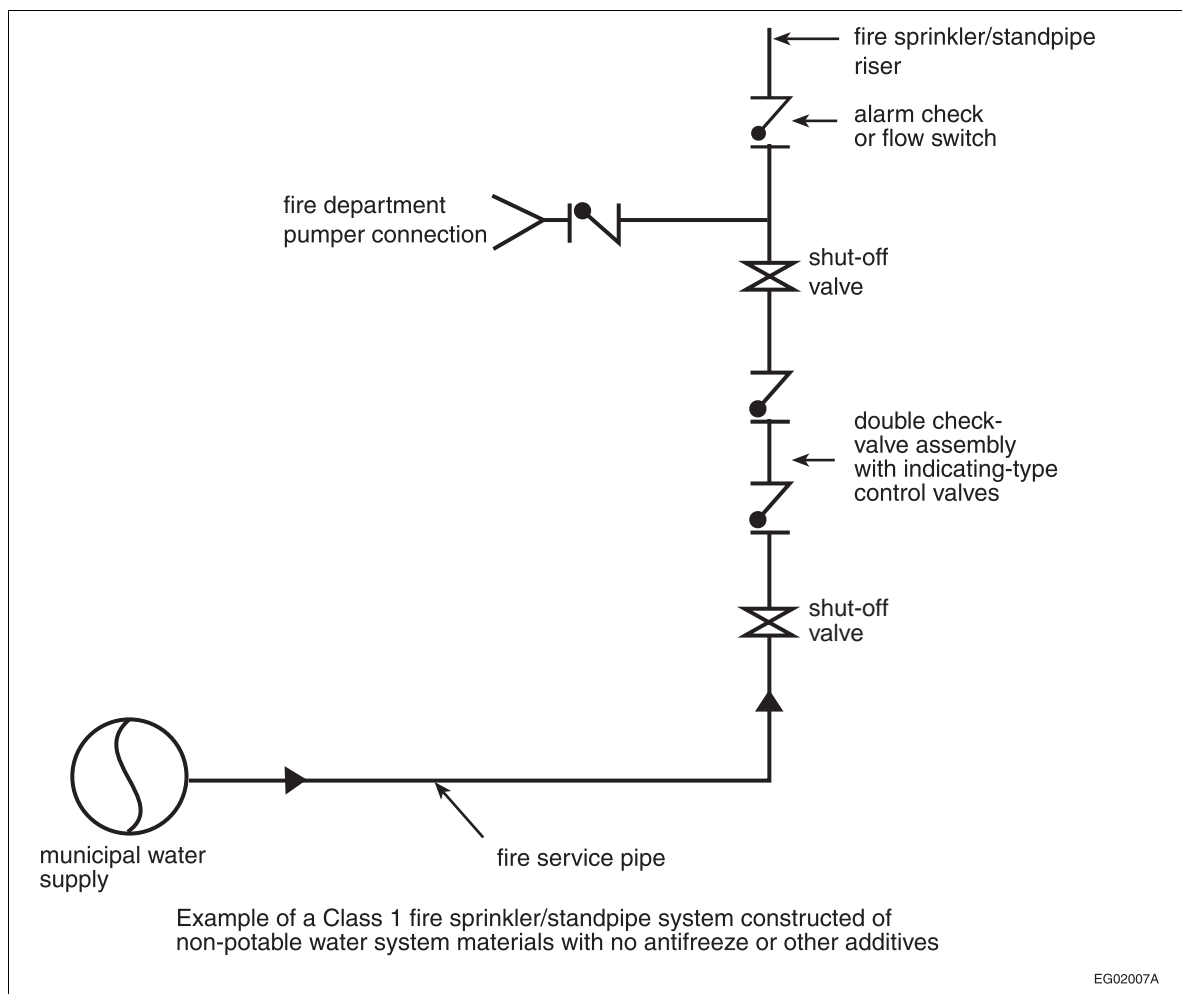 fire sprinkler/standpipe
riser
alarm check
or flow switch
fire department
pumper connection
shut-off
valve
double check-
valve assembly
with indicating-type
control valves
shut-off
valve
municipal water
supply
fire service pipe
Example of a Class 1 fire sprinkler/standpipe system constructed of
non-potable water system materials with no antifreeze or other additives
EG02007A